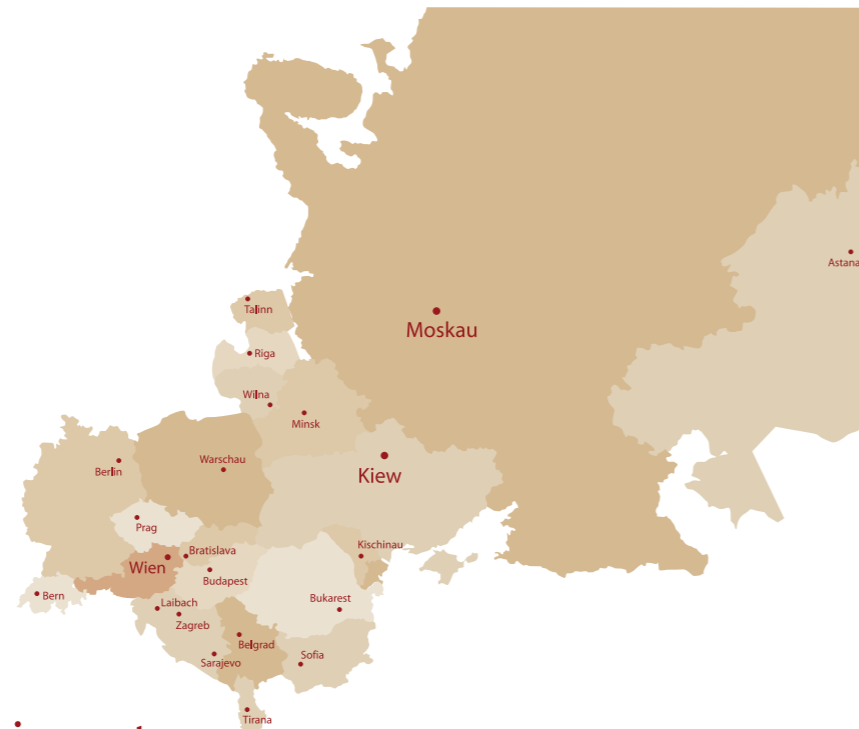 Astana
Talinn
Moskau
Riga
Wilna
Minsk
Warschau
Berlin
Kiew
Prag
Kischinau
Bratislava
Wien
Budapest
Bern
Laibach
Bukarest
Zagreb
Belgrad
Sarajevo
Sofia
Tirana